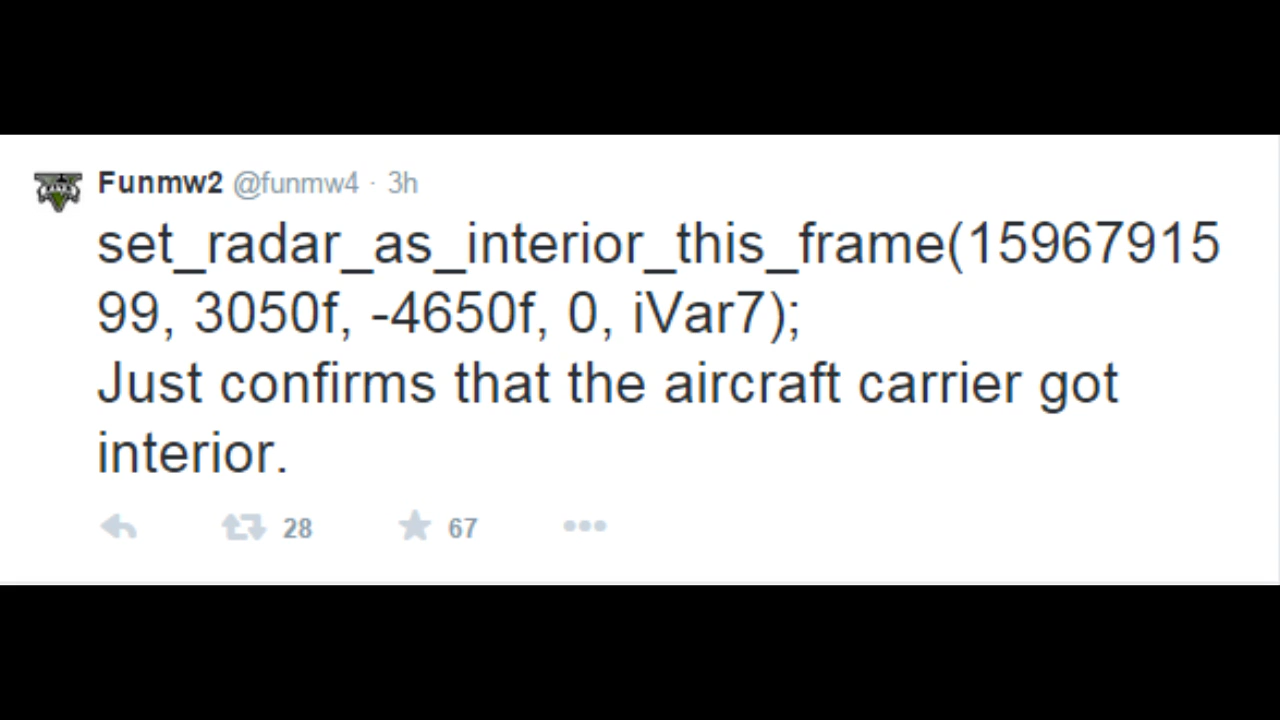 Funmw2 @funmw4 · 3h
set_radar_as_interior_this_frame(15967915
99, 3050f, -4650f, 0, iVar7);
Just confirms that the aircraft carrier got
interior.
28 67